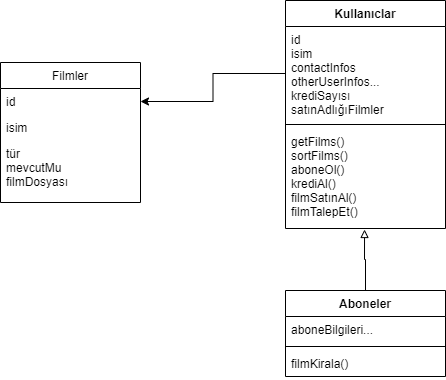 Kullanıclar
id
isim
contactInfos
otherUserInfos...
krediSayısı
satınAdlığıFilmler
getFilms()
sortFilms()
aboneOl()
krediAl()
filmSatınAl()
filmTalepEt()
Filmler
id
isim
tür
mevcutMu
filmDosyası
Aboneler
aboneBilgileri...
filmKirala()